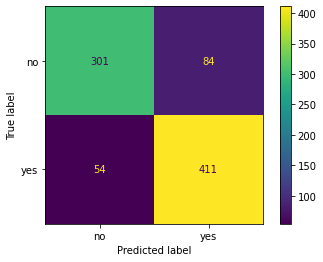 no
301
84
yes
54
411
no
yes
Predicted label
True label
400
350
300
250
200
150
100